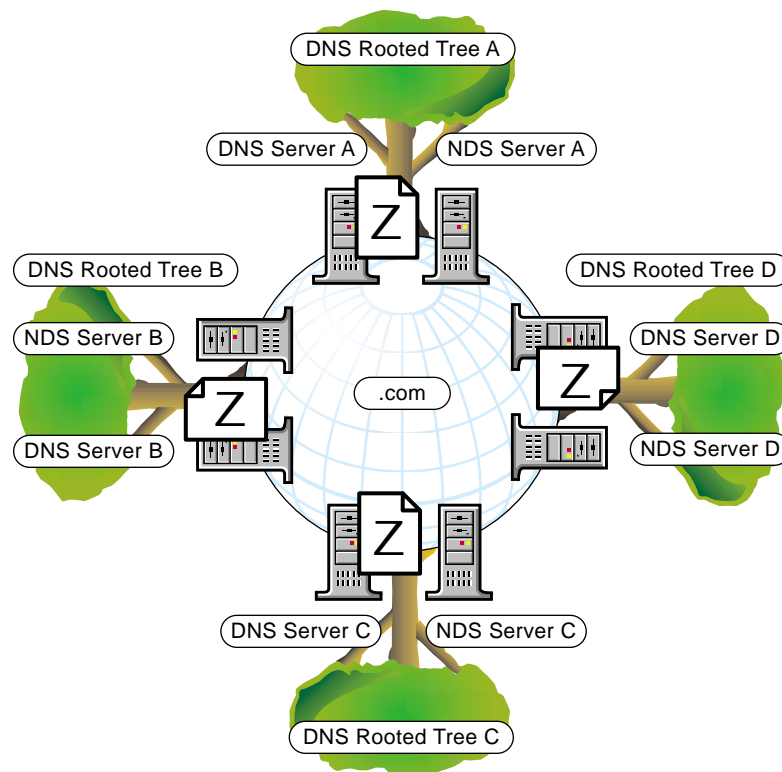 DNS Rooted Tree A
DNS Server A
NDS Server A
Z
DNS Rooted Tree B
DNS Rooted Tree D
NDS Server B
DNS Server D
Z
.com
Z
DNS Server B
NDS Server D
Z
DNS Server C
NDS Server C
DNS Rooted Tree C